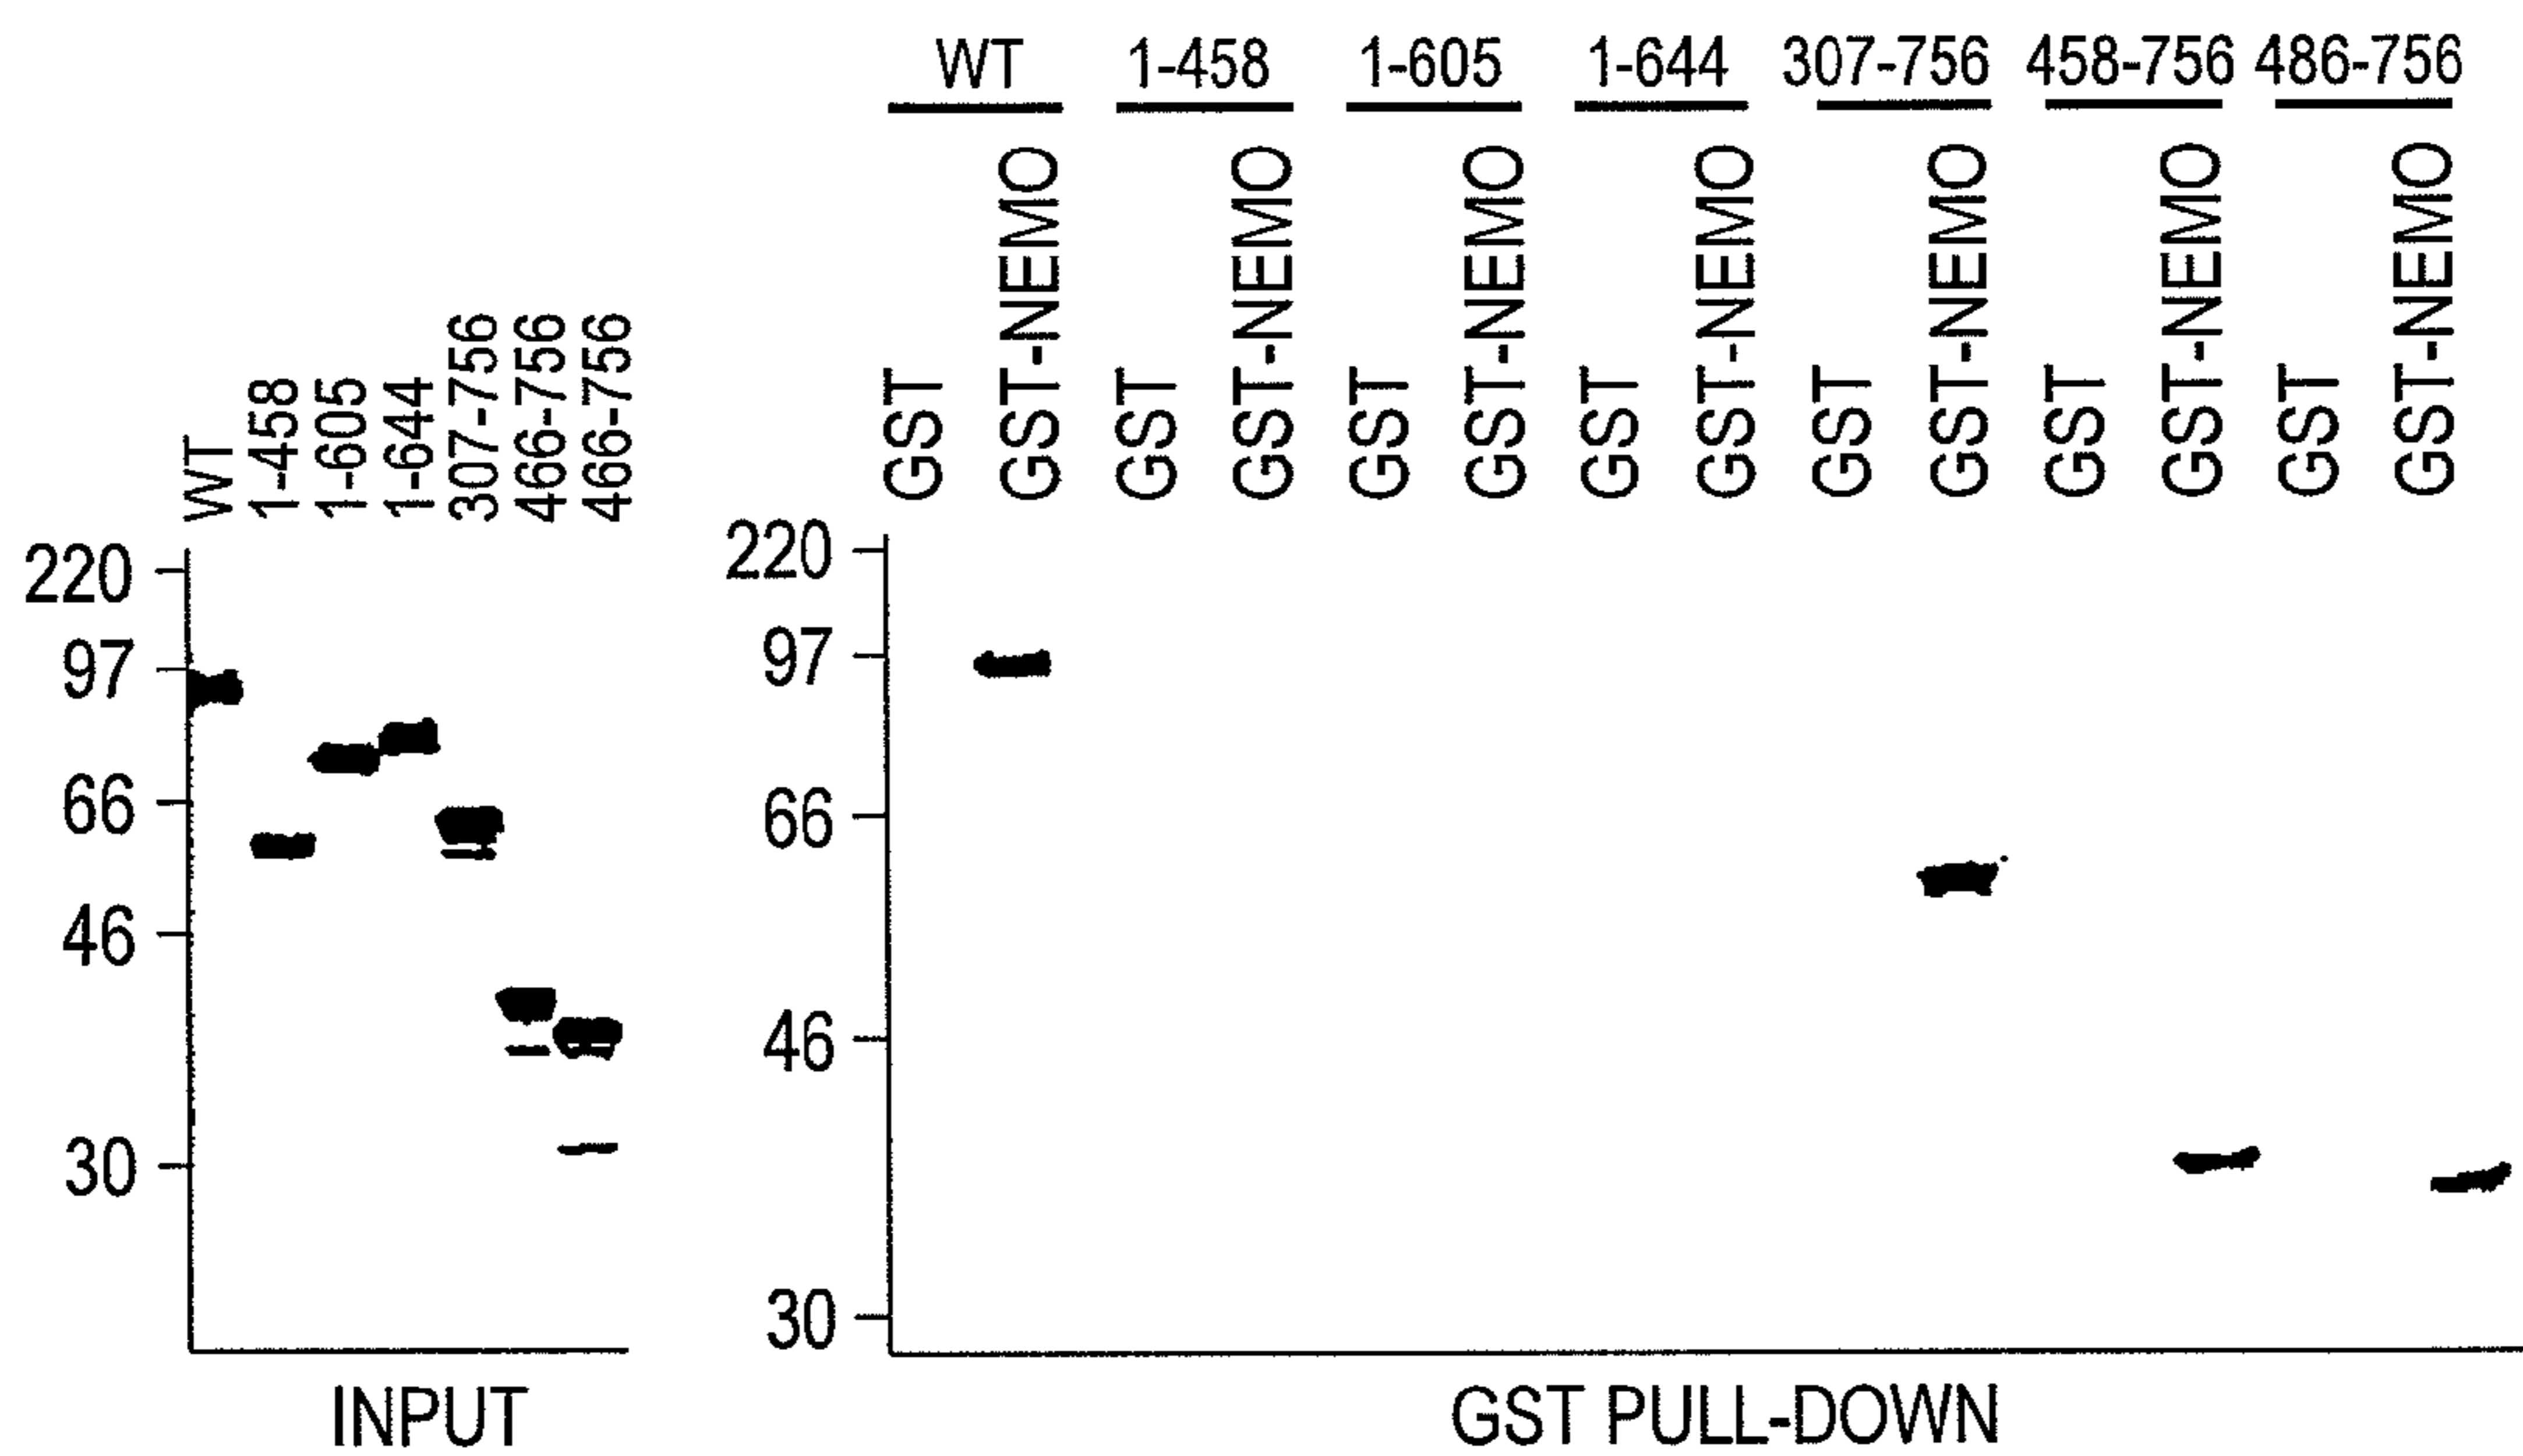 WT 1-458 1-605 1-644 307-756 458-756 486-756
GST GST-NEMO GST GST-NEMO GST GST-NEMO GST GST-NEMO GST GST-NEMO GST GST-NEMO GST GST-NEMO
WT 1-458 1-605 1-644 307-756 466-756 466-756
220
97
66
46
30
INPUT
220
97
66
46
30
GST PULL-DOWN